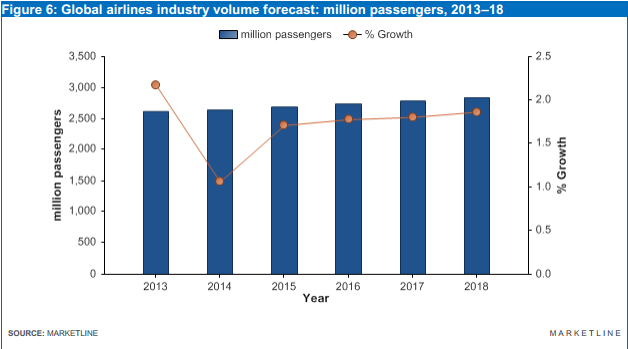 Figure 6: Global airlines industry volume forecast: million passengers, 2013–18
million passengers % Growth
3,500
3,000
2,500
2,000
1,500
1,000
500
0
million passengers
2.5
2.0
1.5
1.0
0.5
0.0
% Growth
2013 2014 2015 2016 2017 2018
Year
SOURCE: MARKETLINE
MARKETLINE